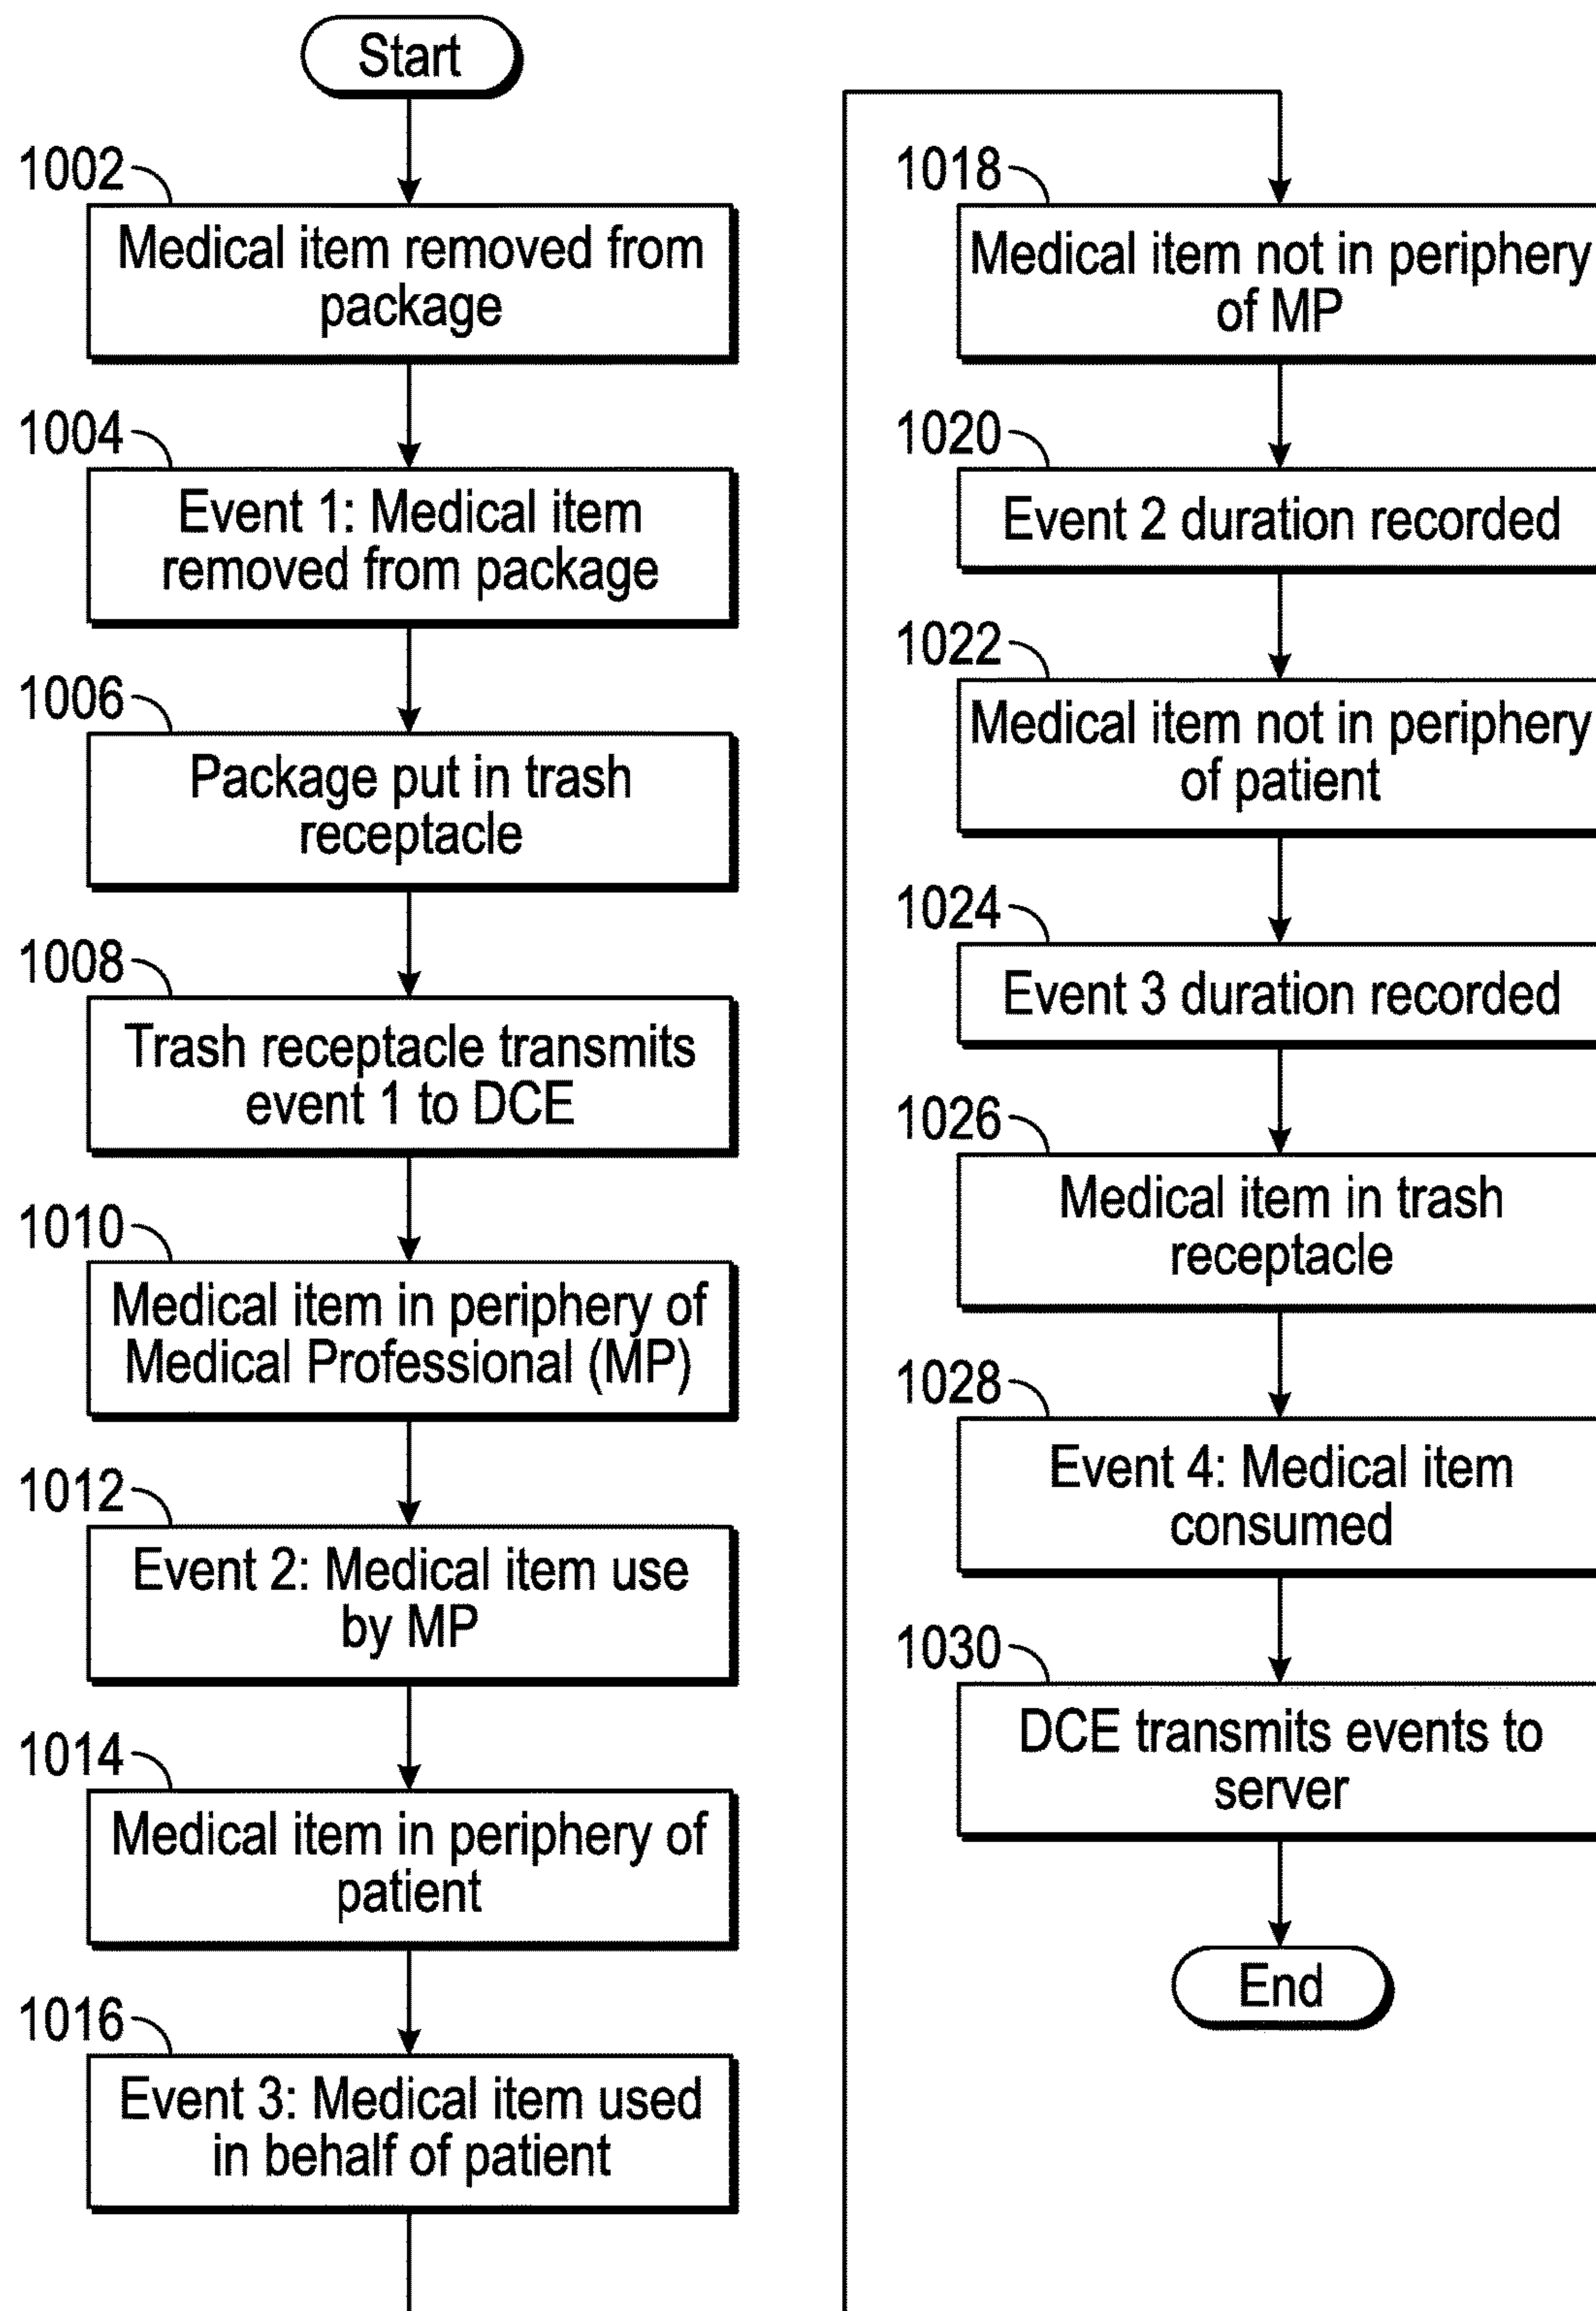 Start
1002
Medical item removed from
package
1004
Event 1: Medical item
removed from package
1006
Package put in trash
receptacle
1008
Trash receptacle transmits
event 1 to DCE
1010
Medical item in periphery of
Medical Professional (MP)
1012
Event 2: Medical item use
by MP
1014
Medical item in periphery of
patient
1016
Event 3: Medical item used
in behalf of patient
1018
Medical item not in periphery
of MP
1020
Event 2 duration recorded
1022
Medical item not in periphery
of patient
1024
Event 3 duration recorded
1026
Medical item in trash
receptacle
1028
Event 4: Medical item
consumed
1030
DCE transmits events to
server
End